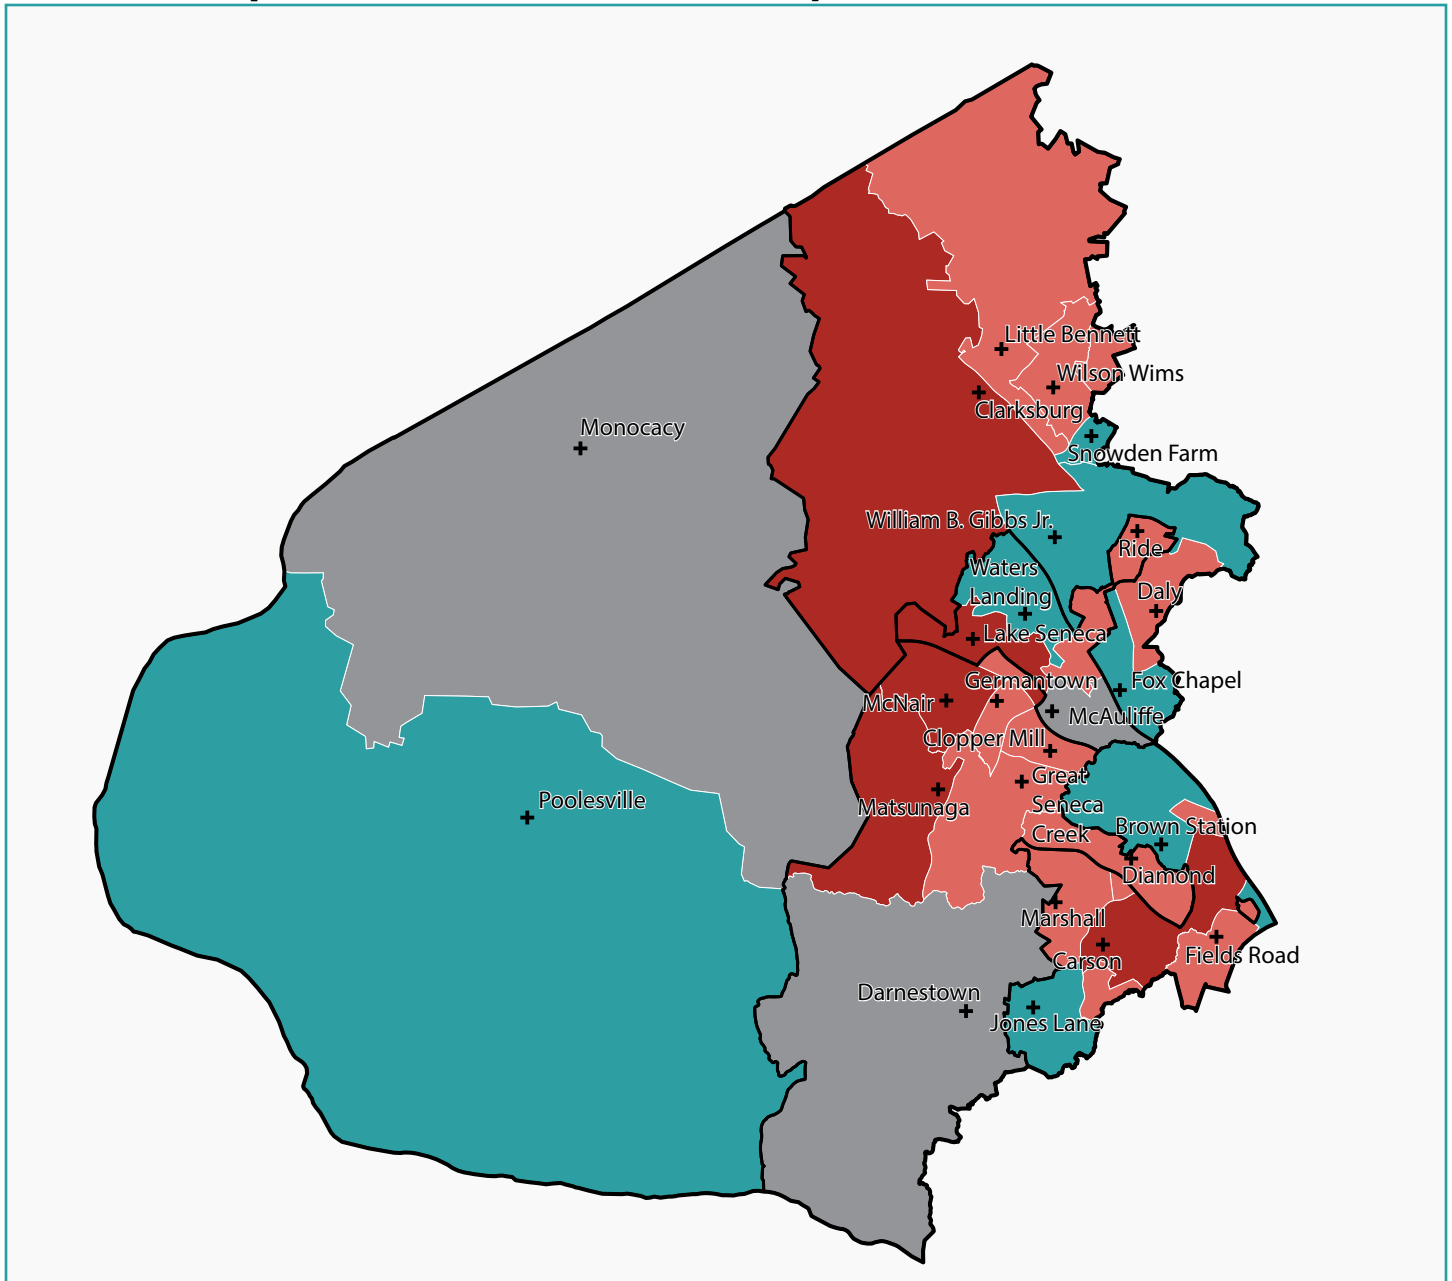 Little Bennett
Wilson Wims
Clarksburg
Monocacy
Snowden Farm
William B. Gibbs Jr.
Ride
Waters
Landing
Daly
Lake Seneca
Germantown
Fox Chapel
McNair
McAuliffe
Clopper Mill
Great
Seneca
Creek
Poolesville
Matsunaga
Brown Station
Diamond
Marshall
Carson
Fields Road
Darnestown
Jones Lane